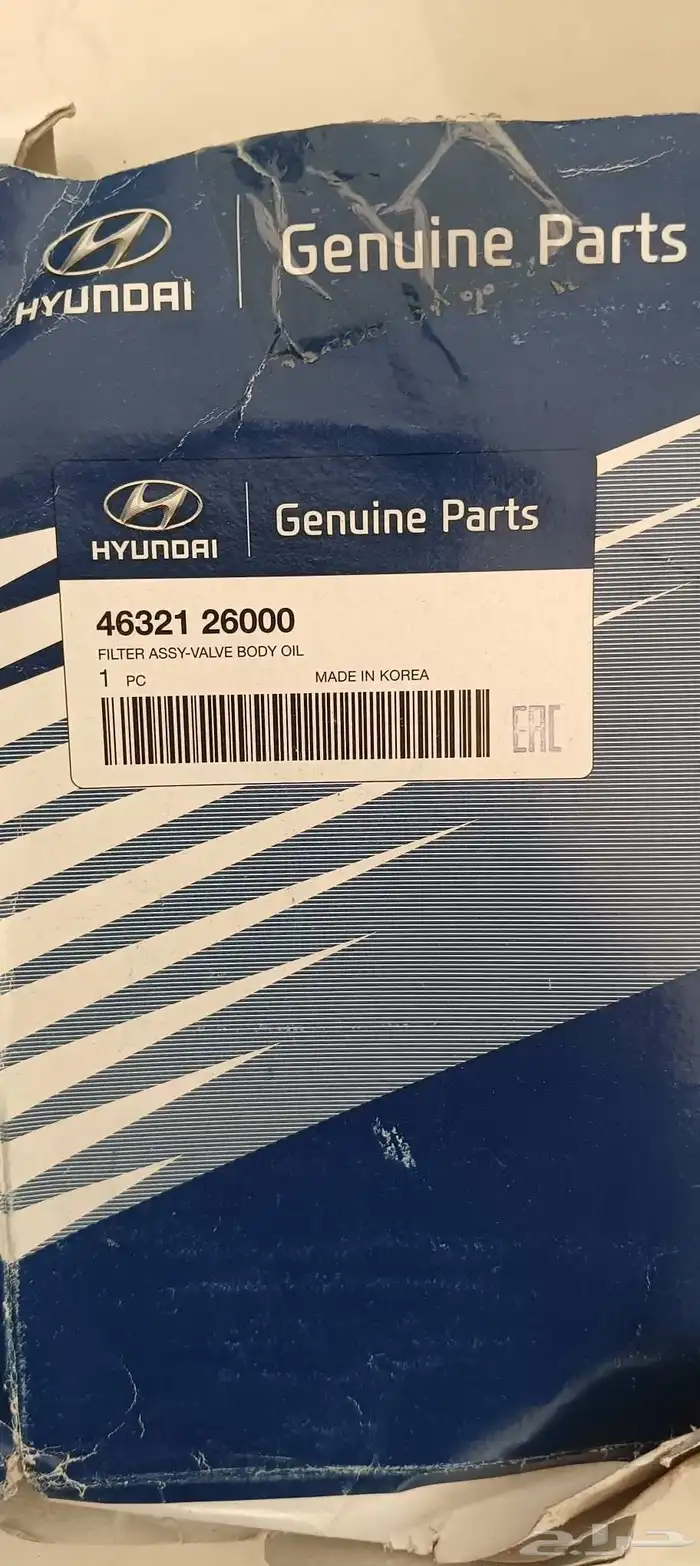 HYUNDAI
Genuine Parts
HYUNDAI
Genuine Parts
46321 26000
FILTER ASSY-VALVE BODY OIL
1 PC
MADE IN KOREA
EAC
حراج